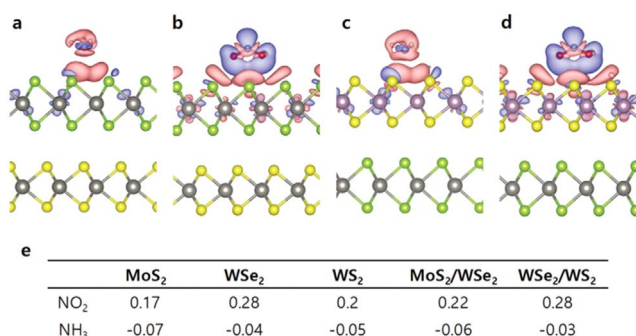 a b c d
e
MoS2 WSe2 WS2 MoS2/WSe2 WSe2/WS2
NO2 0.17 0.28 0.2 0.22 0.28
NH3 -0.07 -0.04 -0.05 -0.06 -0.03